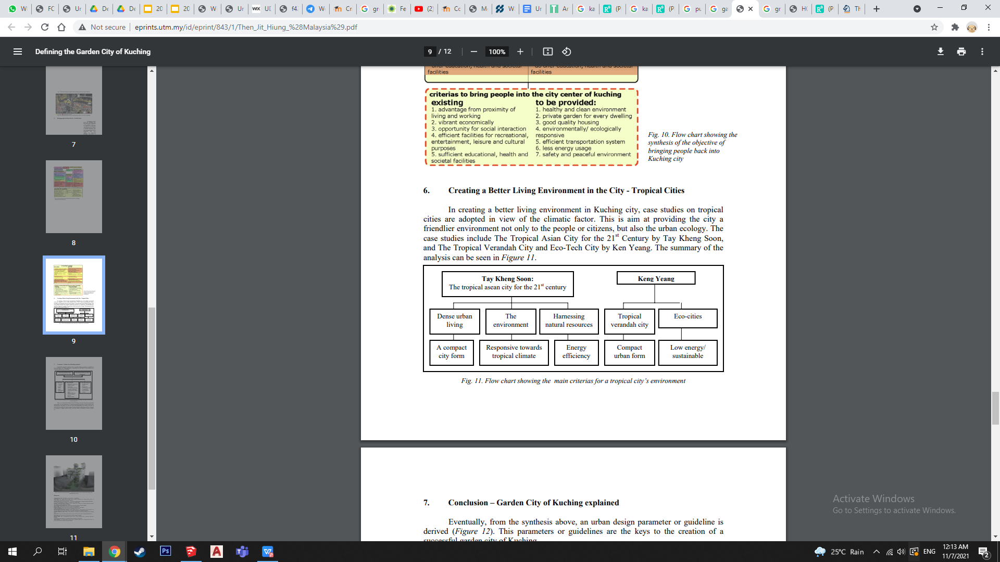 W
FC
Ur
De
De
20
20
W
Ur
WIX
UI
f4
W
Cr
gr
Fe
(2)
Cc
M
W
Ur
Ar
ka
(P
ka
(P
pu
ga
gr
H(
(P
Th
Not secure
eprints.utm.my/id/eprint/843/1/Then_Jit_Hiung_%28Malaysia%29.pdf
Defining the Garden City of Kuching
9 / 12
100%
7
8
9
10
11
offer education, health and societal
facilities
do offer education, health and societal
facilities
criterias to bring people into the city center of kuching
existing
1. advantage from proximity of
living and working
2. vibrant economically
3. opportunity for social interaction
4. efficient facilities for recreational,
entertainment, leisure and cultural
purposes
5. sufficient educational, health and
societal facilities
to be provided:
1. healthy and clean environment
2. private garden for every dwelling
3. good quality housing
4. environmentally/ ecologically
responsive
5. efficient transportation system
6. less energy usage
7. safety and peaceful environment
Fig. 10. Flow chart showing the
synthesis of the objective of
bringing people back into
Kuching city
6. Creating a Better Living Environment in the City - Tropical Cities
In creating a better living environment in Kuching city, case studies on tropical
cities are adopted in view of the climatic factor. This is aim at providing the city a
friendlier environment not only to the people or citizens, but also the urban ecology. The
case studies include The Tropical Asian City for the 21st Century by Tay Kheng Soon,
and The Tropical Verandah City and Eco-Tech City by Ken Yeang. The summary of the
analysis can be seen in Figure 11.
Tay Kheng Soon:
The tropical asean city for the 21st century
Keng Yeang
Dense urban
living
The
environment
Harnessing
natural resources
Tropical
verandah city
Eco-cities
A compact
city form
Responsive towards
tropical climate
Energy
efficiency
Compact
urban form
Low energy/
sustainable
Fig. 11. Flow chart showing the main criterias for a tropical city's environment
7. Conclusion – Garden City of Kuching explained
Eventually, from the synthesis above, an urban design parameter or guideline is
derived (Figure 12). This parameters or guidelines are the keys to the creation of a
successful garden city of Kuching.
Activate Windows
Go to Settings to activate Windows.
Ps
25°C Rain
ENG
12:13 AM
11/7/2021
2